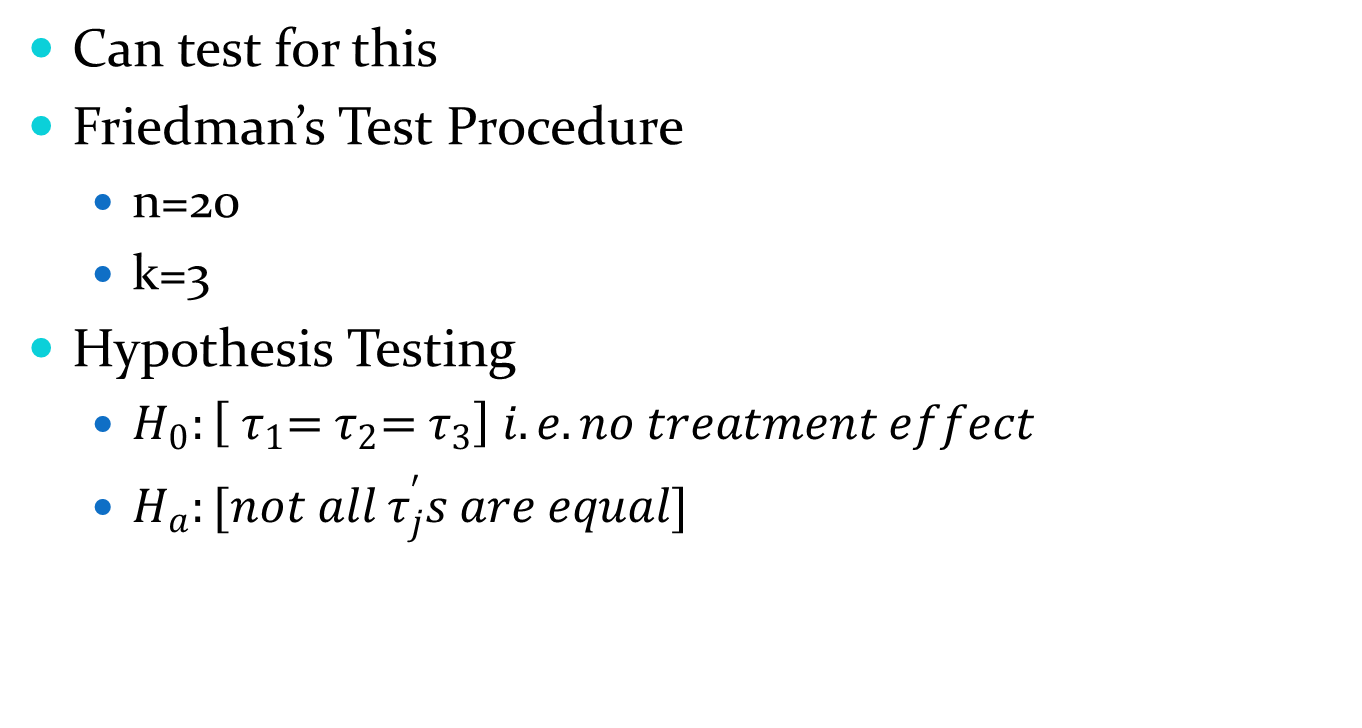 • Can test for this
• Friedman’s Test Procedure
• n=20
• k=3
• Hypothesis Testing
• H₀: [ τ₁= τ₂= τ₃] i.e. no treatment effect
• Hₐ: [not all τⱼ′s are equal]